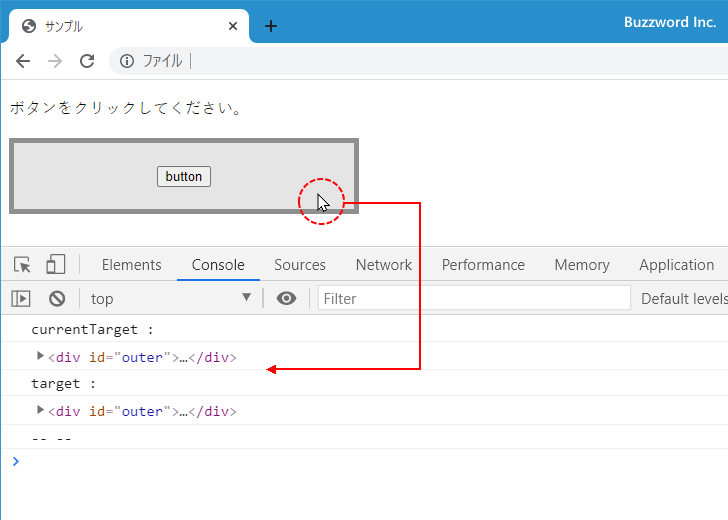 サンプル
Buzzword Inc.
ファイル
ボタンをクリックしてください。
button
Elements Console Sources Network Performance Memory Application
top Filter Default levels
currentTarget :
<div id="outer">…</div>
target :
<div id="outer">…</div>
-- --